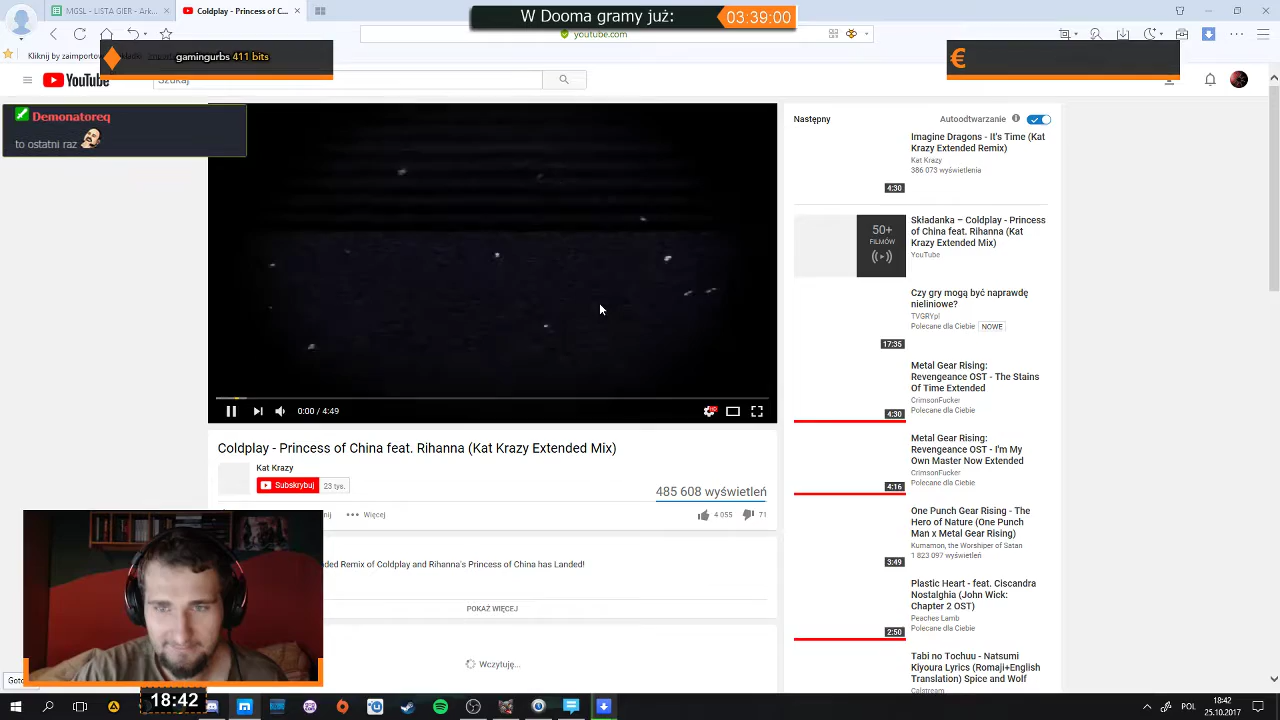 MGSL - LISTA GIER - Ark...
Coldplay - Princess of C...
W Dooma gramy już:
03:39:00
youtube.com
Kliknij by zaimportować
gamingurbs 411 bits
€
YouTube
Szukaj
Demonatoreq
to ostatni raz
Następny
Autoodtwarzanie
Imagine Dragons - It's Time (Kat
Krazy Extended Remix)
Kat Krazy
386 073 wyświetlenia
4:30
50+
FILMÓW
Składanka – Coldplay - Princess
of China feat. Rihanna (Kat
Krazy Extended Mix)
YouTube
Czy gry mogą być naprawdę
nieliniowe?
TVGRYpl
Polecane dla Ciebie
NOWE
17:35
Metal Gear Rising:
Revengeance OST - The Stains
Of Time Extended
CrimsonFucker
Polecane dla Ciebie
4:30
0:00 / 4:49
Coldplay - Princess of China feat. Rihanna (Kat Krazy Extended Mix)
Kat Krazy
Subskrybuj
23 tys.
485 608 wyświetleń
Więcej
4 055
71
Metal Gear Rising:
Revengeance OST - I'm My
Own Master Now Extended
CrimsonFucker
Polecane dla Ciebie
4:16
One Punch Gear Rising - The
Hero of Nature (One Punch
Man x Metal Gear Rising)
Kumamon, the Worshiper of Satan
1 823 097 wyświetleń
3:49
ded Remix of Coldplay and Rihanna's Princess of China has Landed!
POKAŻ WIĘCEJ
Plastic Heart - feat. Ciscandra
Nostalghia (John Wick:
Chapter 2 OST)
Peaches Lamb
Polecane dla Ciebie
2:50
Wczytuję...
Tabi no Tochuu - Natsumi
Kiyoura Lyrics (Romaji+English
Translation) Spice and Wolf
Calstream
Goto
18:42
POL
18:42
25.10.2017